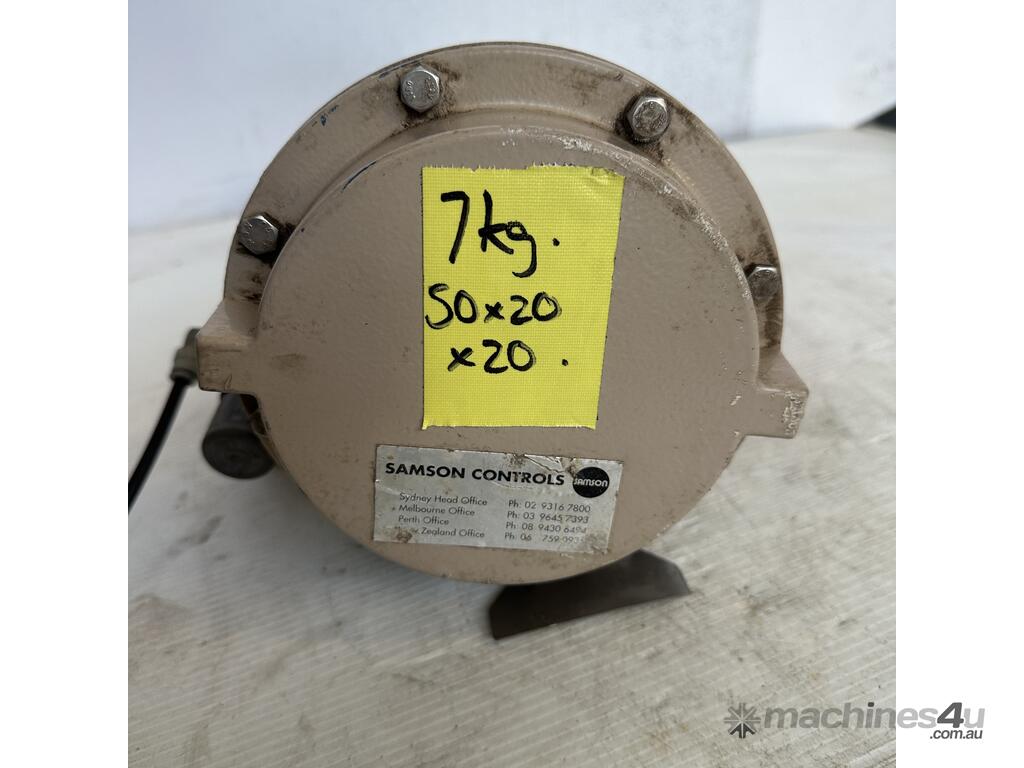 7kg.
50x20
x20.
SAMSON CONTROLS SAMSON
Sydney Head Office Ph: 02 9316 7800
Melbourne Office Ph: 03 9645 7393
Perth Office Ph: 08 9430
Zealand Office Ph: 06
machines4u
.com.au